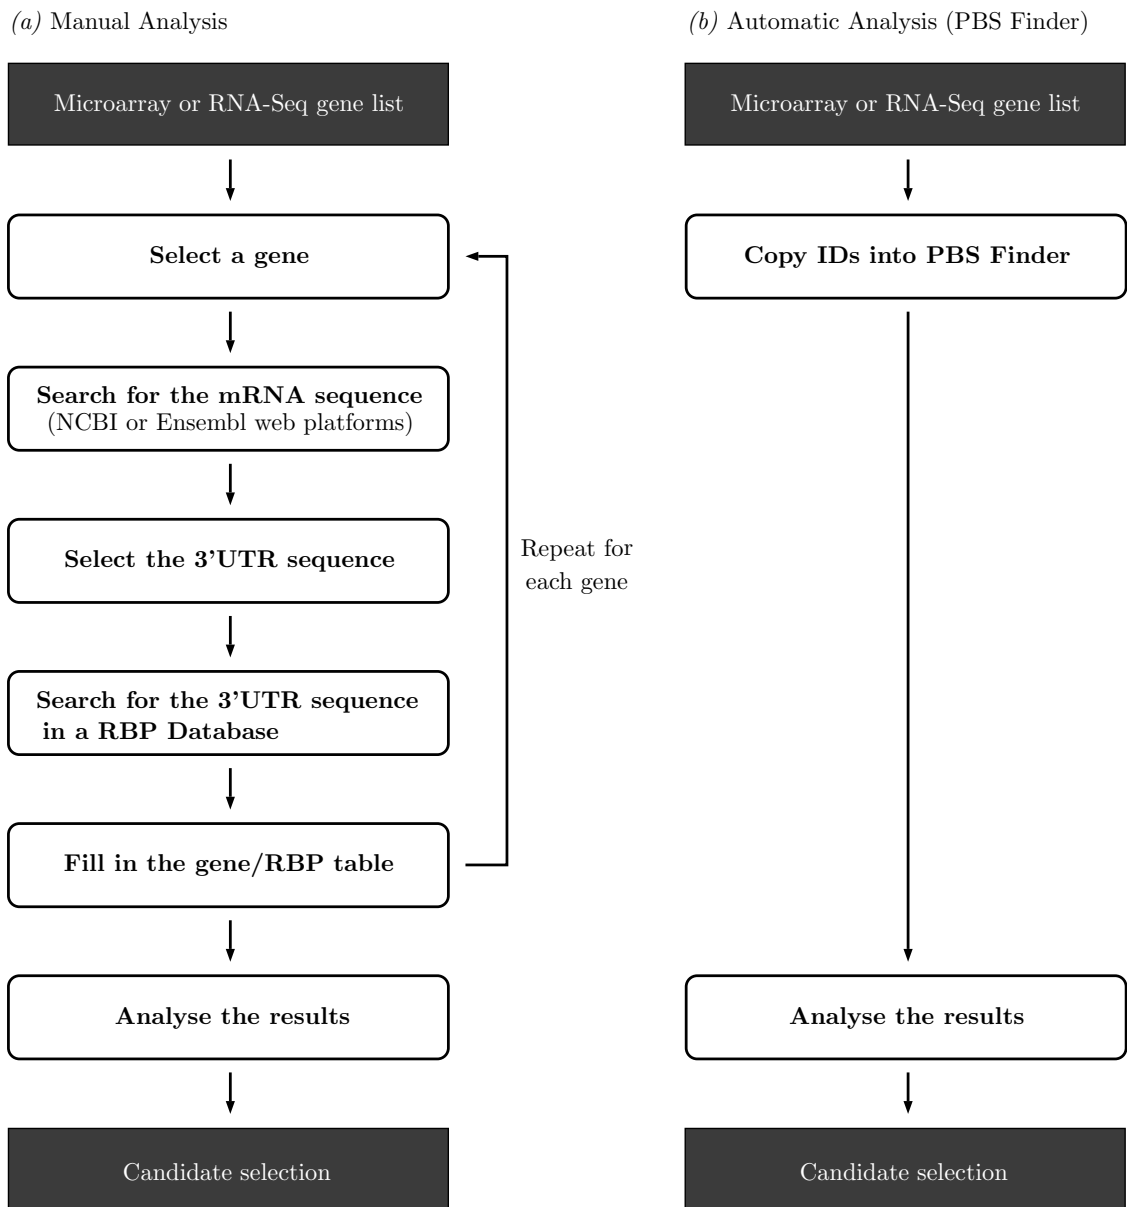 (a) Manual Analysis
Microarray or RNA-Seq gene list
Select a gene
Search for the mRNA sequence
(NCBI or Ensembl web platforms)
Select the 3'UTR sequence
Search for the 3'UTR sequence
in a RBP Database
Fill in the gene/RBP table
Repeat for
each gene
Analyse the results
Candidate selection
(b) Automatic Analysis (PBS Finder)
Microarray or RNA-Seq gene list
Copy IDs into PBS Finder
Analyse the results
Candidate selection